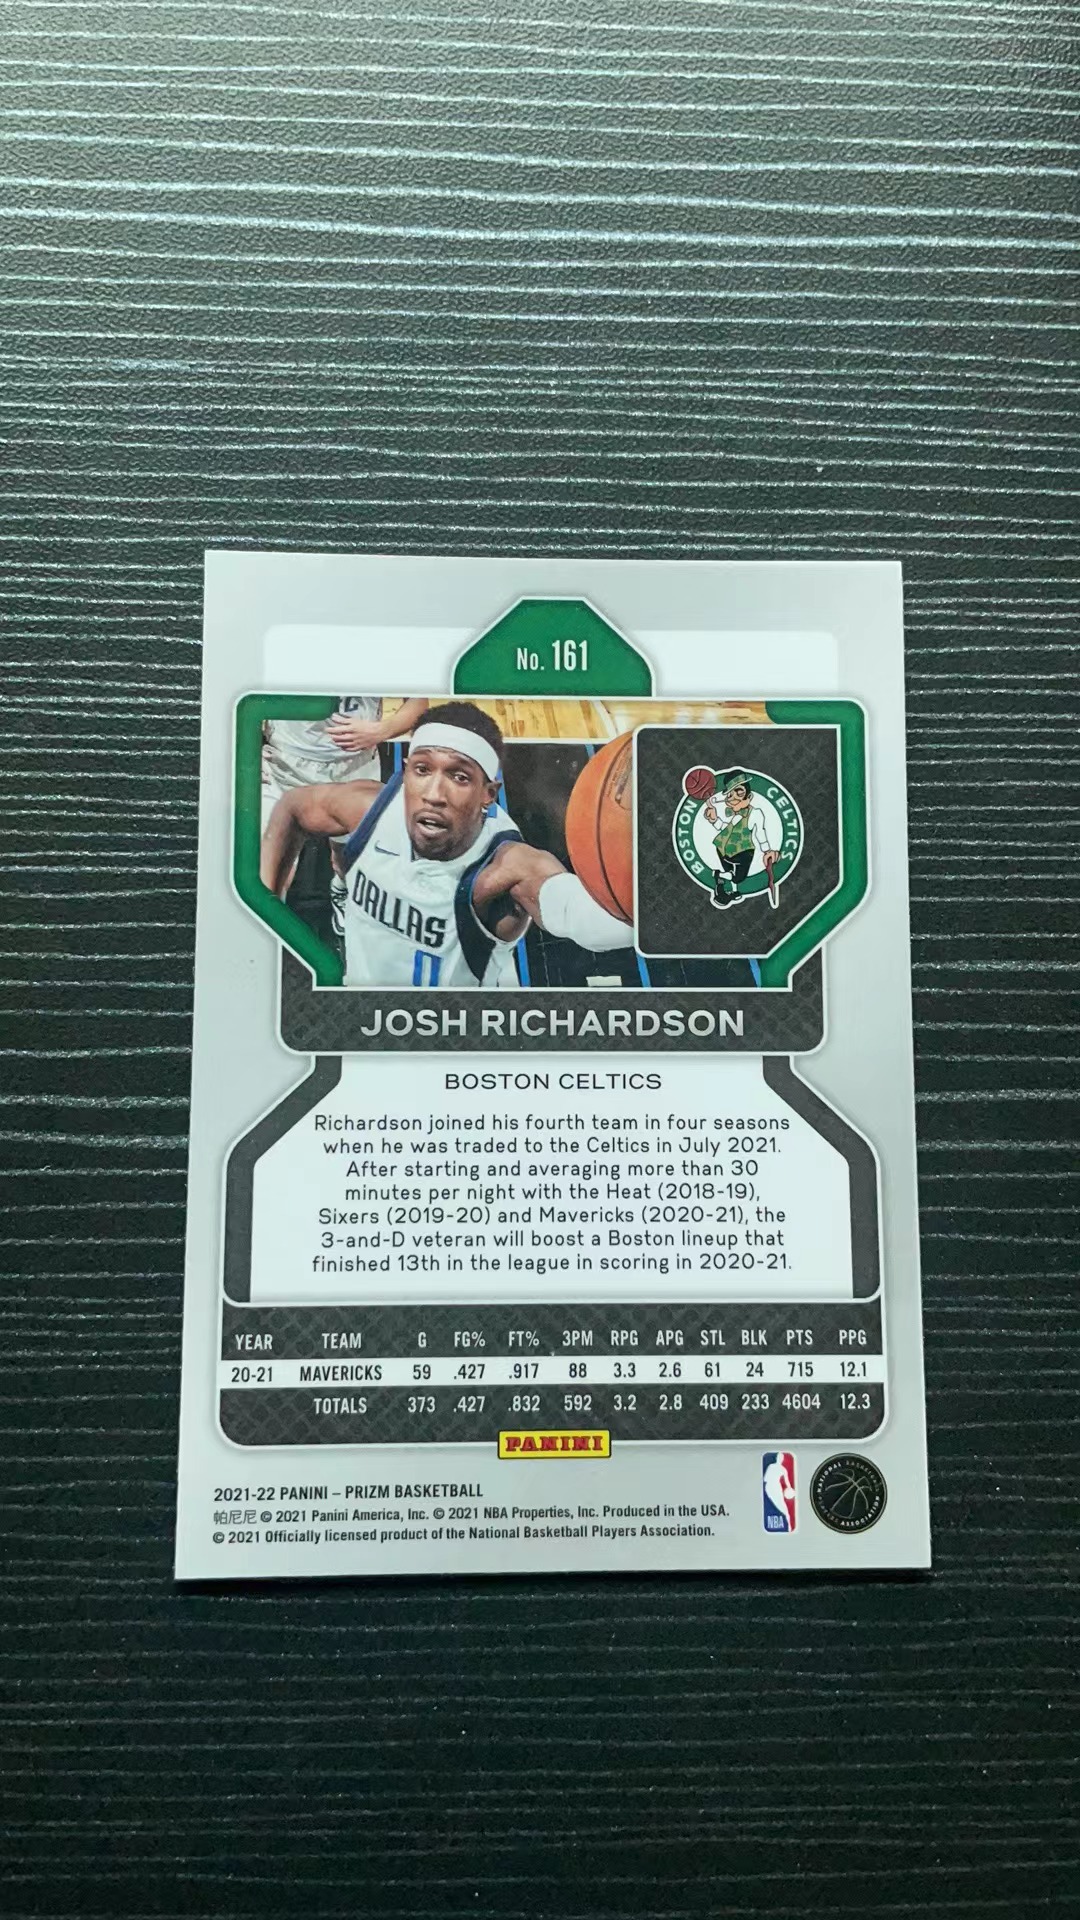 No. 161
BOSTON CELTICS
DALLAS
0
JOSH RICHARDSON
BOSTON CELTICS
Richardson joined his fourth team in four seasons
when he was traded to the Celtics in July 2021.
After starting and averaging more than 30
minutes per night with the Heat (2018-19),
Sixers (2019-20) and Mavericks (2020-21), the
3-and-D veteran will boost a Boston lineup that
finished 13th in the league in scoring in 2020-21.
YEAR TEAM G FG% FT% 3PM RPG APG STL BLK PTS PPG
20-21 MAVERICKS 59 .427 .917 88 3.3 2.6 61 24 715 12.1
TOTALS 373 .427 .832 592 3.2 2.8 409 233 4604 12.3
PANINI
2021-22 PANINI – PRIZM BASKETBALL
帕尼尼 © 2021 Panini America, Inc. © 2021 NBA Properties, Inc. Produced in the USA.
© 2021 Officially licensed product of the National Basketball Players Association.
NBA
NATIONAL BASKETBALL PLAYERS ASSOCIATION